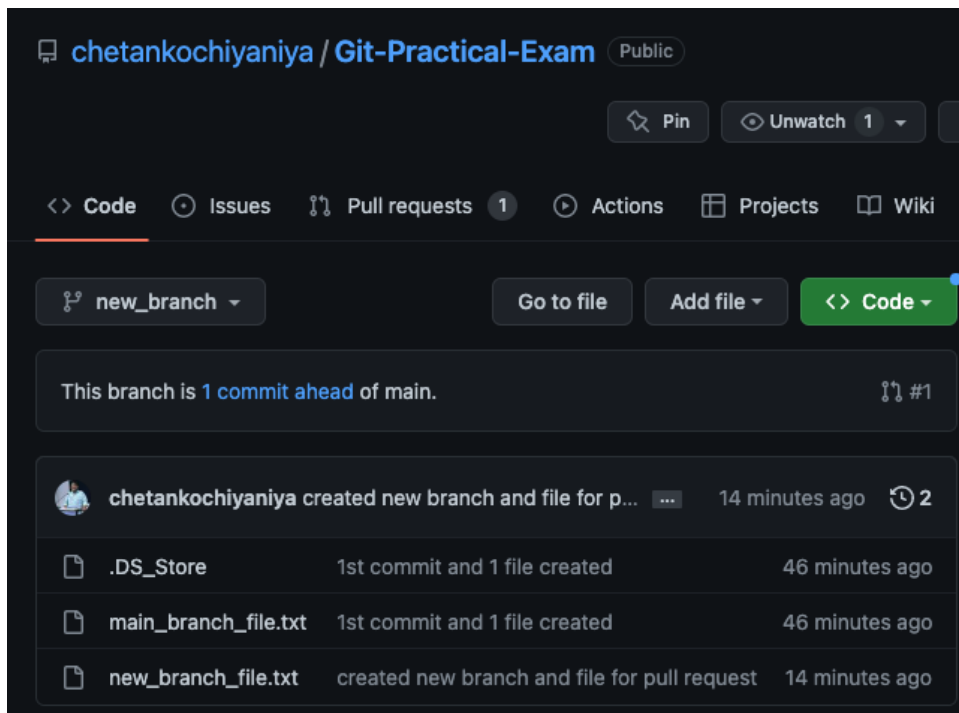 chetankochiyaniya / Git-Practical-Exam Public
Pin Unwatch 1
Code Issues Pull requests 1 Actions Projects Wiki
new_branch Go to file Add file <> Code
This branch is 1 commit ahead of main. #1
chetankochiyaniya created new branch and file for p... ... 14 minutes ago 2
.DS_Store 1st commit and 1 file created 46 minutes ago
main_branch_file.txt 1st commit and 1 file created 46 minutes ago
new_branch_file.txt created new branch and file for pull request 14 minutes ago